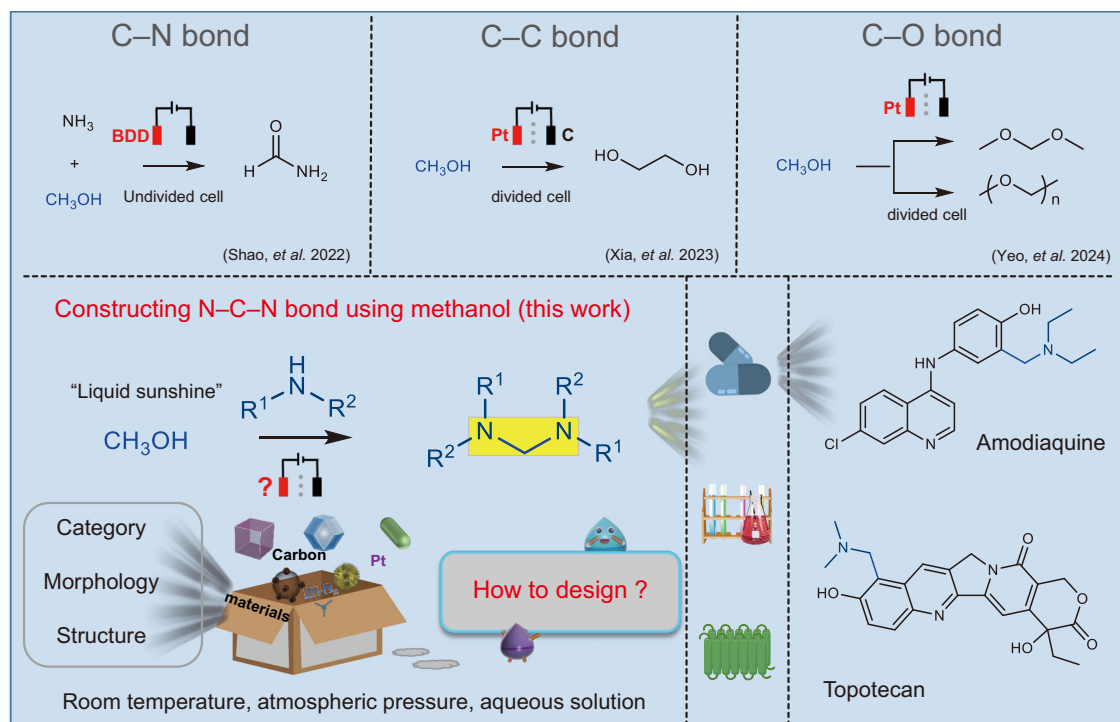 C–N bond
C–C bond
C–O bond
NH3
+
CH3OH
BDD
Undivided cell
O
H
NH2
(Shao, et al. 2022)
CH3OH
Pt
C
divided cell
HO
OH
(Xia, et al. 2023)
CH3OH
Pt
divided cell
O
O
O
n
(Yeo, et al. 2024)
Constructing N–C–N bond using methanol (this work)
“Liquid sunshine”
CH3OH
H
N
R1
R2
?
R1
R2
N
N
R2
R1
Category
Morphology
Structure
Carbon
Pt
materials
How to design ?
Room temperature, atmospheric pressure, aqueous solution
OH
N
HN
Cl
N
Amodiaquine
N
HO
N
N
O
O
O
HO
Topotecan